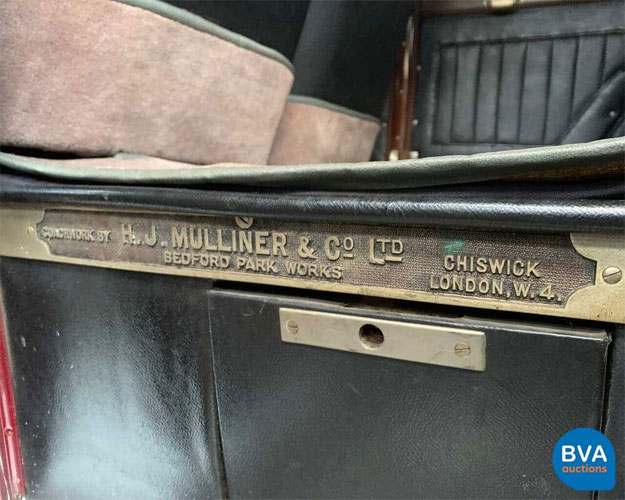 COACHWORK BY H. J. MULLINER & Co LTD
BEDFORD PARK WORKS
CHISWICK
LONDON, W. 4.
BVA
auctions